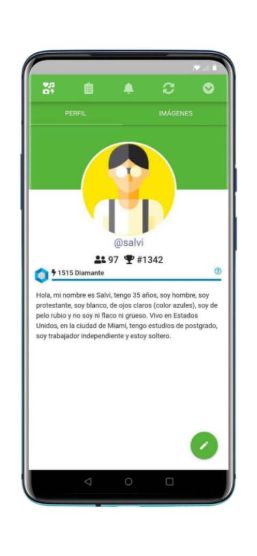 PERFIL IMÁGENES
@salvi
97 #1342
1515 Diamante
Hola, mi nombre es Salvi, tengo 35 años, soy hombre, soy
protestante, soy blanco, de ojos claros (color azules), soy de
pelo rubio y no soy ni flaco ni grueso. Vivo en Estados
Unidos, en la ciudad de Miami, tengo estudios de postgrado,
soy trabajador independiente y estoy soltero.